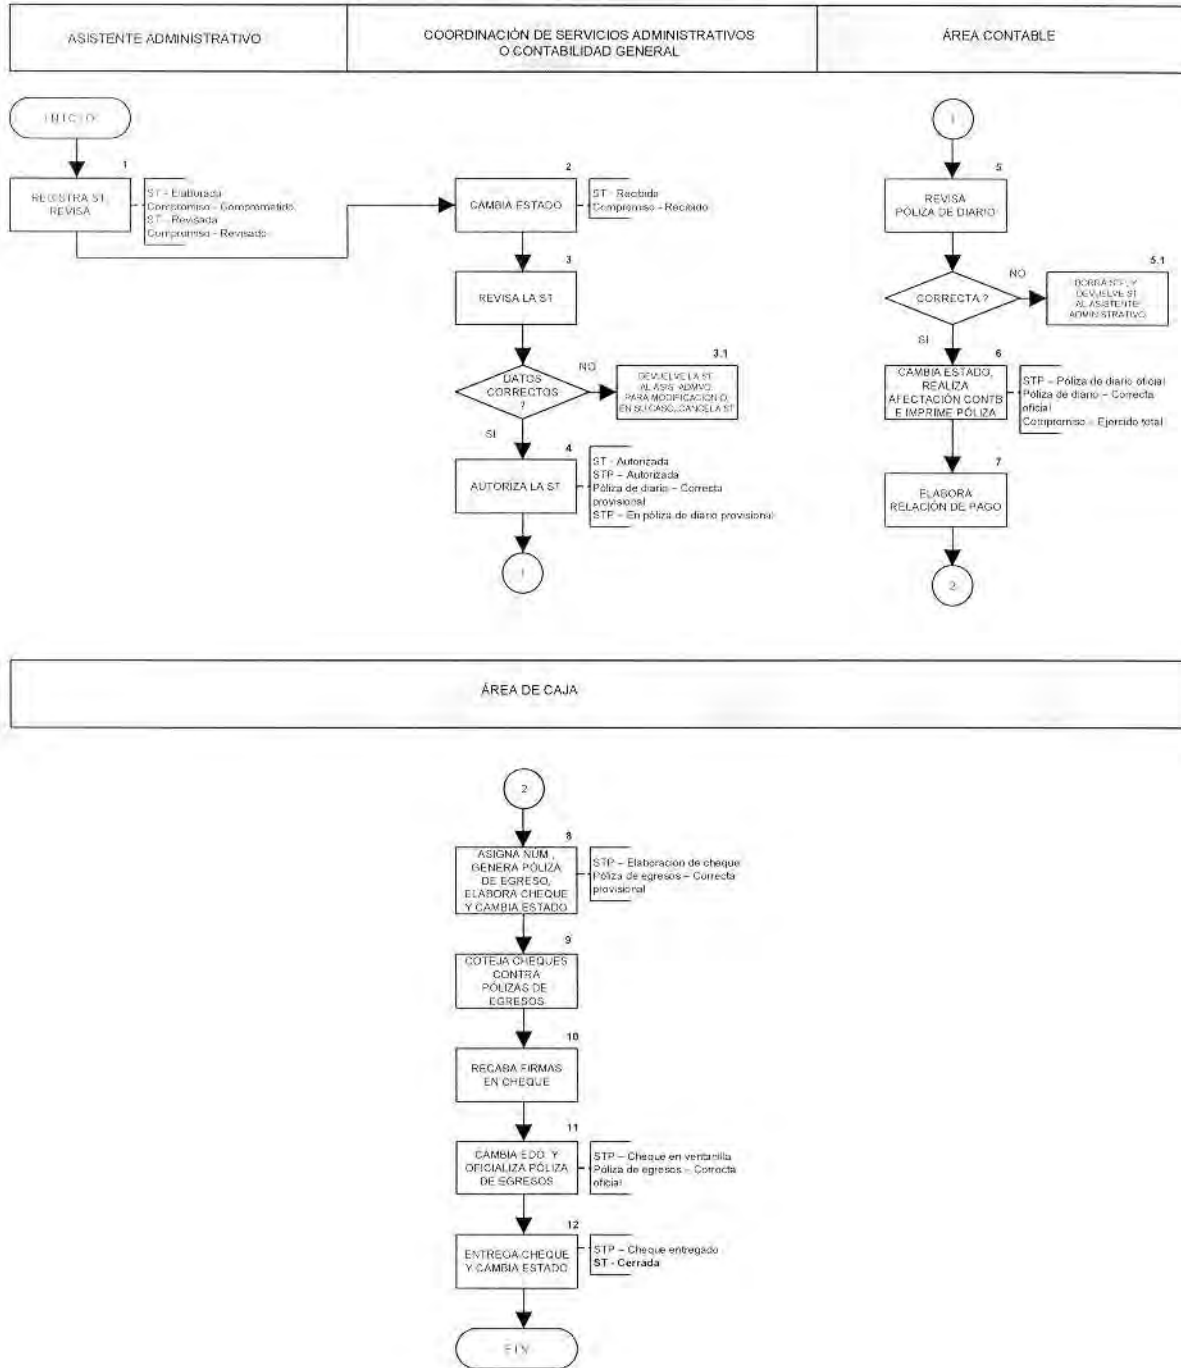 ASISTENTE ADMINISTRATIVO
COORDINACIÓN DE SERVICIOS ADMINISTRATIVOS
O CONTABILIDAD GENERAL
ÁREA CONTABLE
INICIO
1
REGISTRA ST,
REVISA
ST - Elaborada
Compromiso - Comprometido
ST - Revisada
Compromiso - Revisado
2
CAMBIA ESTADO
ST - Recibida
Compromiso - Recibido
3
REVISA LA ST
DATOS
CORRECTOS
?
NO
3.1
DEVUELVE LA ST
AL ASIS. ADMVO.
PARA MODIFICACIÓN O,
EN SU CASO, CANCELA ST
SI
4
AUTORIZA LA ST
ST - Autorizada
STP – Autorizada
Póliza de diario – Correcta
provisional
STP – En póliza de diario provisional
1
1
5
REVISA
PÓLIZA DE DIARIO
CORRECTA ?
NO
5.1
BORRA STP, Y
DEVUELVE ST
AL ASISTENTE
ADMINISTRATIVO
SI
6
CAMBIA ESTADO,
REALIZA
AFECTACIÓN CONTB
E IMPRIME PÓLIZA
STP – Póliza de diario oficial
Póliza de diario – Correcta
oficial
Compromiso – Ejercido total
7
ELABORA
RELACIÓN DE PAGO
2
ÁREA DE CAJA
2
8
ASIGNA NÚM.,
GENERA PÓLIZA
DE EGRESO,
ELABORA CHEQUE
Y CAMBIA ESTADO
STP – Elaboración de cheque
Póliza de egresos – Correcta
provisional
9
COTEJA CHEQUES
CONTRA
PÓLIZAS DE
EGRESOS
10
RECABA FIRMAS
EN CHEQUE
11
CAMBIA EDO. Y
OFICIALIZA PÓLIZA
DE EGRESOS
STP – Cheque en ventanilla
Póliza de egresos – Correcta
oficial
12
ENTREGA CHEQUE
Y CAMBIA ESTADO
STP – Cheque entregado
ST - Cerrada
FIN